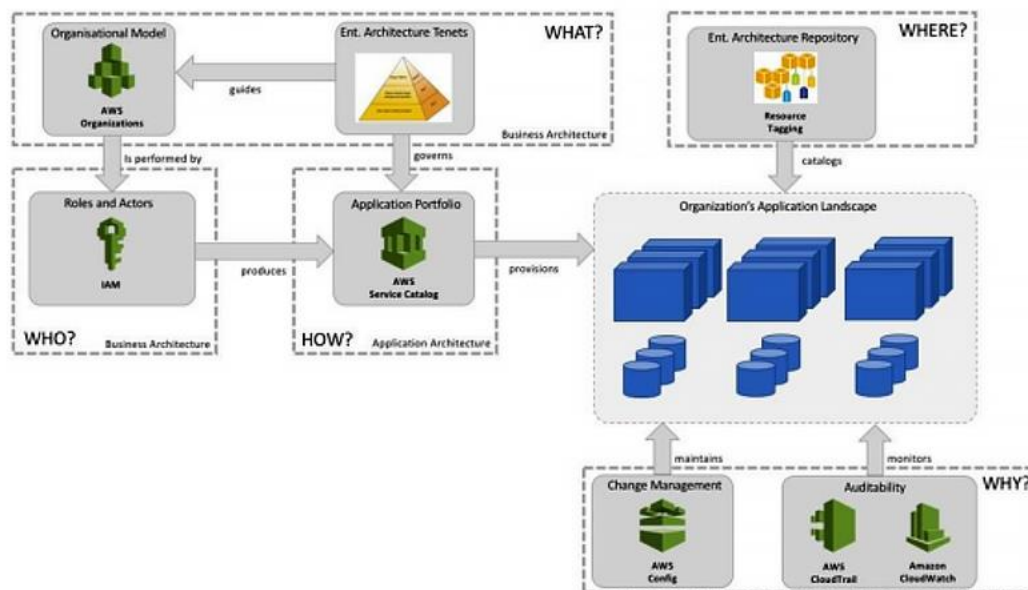 Organisational Model
AWS
Organizations
guides
Ent. Architecture Tenets
WHAT?
Business Architecture
Ent. Architecture Repository
WHERE?
Resource
Tagging
Is performed by
governs
catalogs
Roles and Actors
IAM
WHO?
Business Architecture
produces
Application Portfolio
AWS
Service Catalog
HOW?
Application Architecture
provisions
Organization's Application Landscape
maintains
monitors
Change Management
AWS
Config
Auditability
WHY?
AWS
CloudTrail
Amazon
CloudWatch